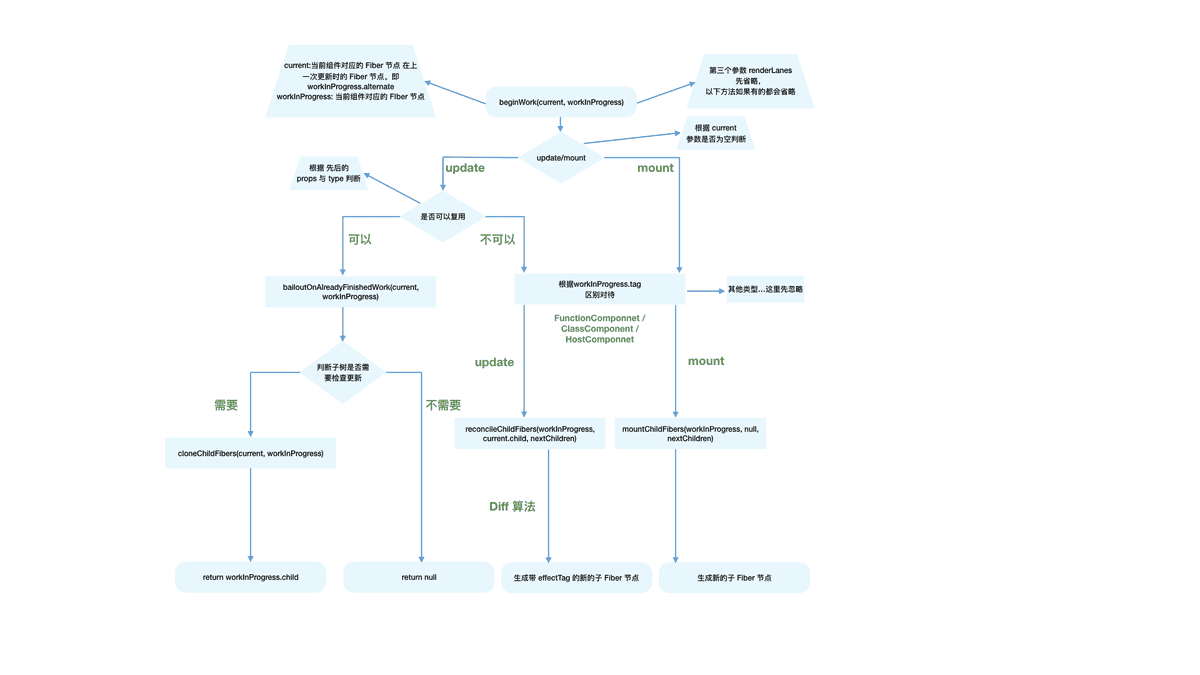 current:当前组件对应的 Fiber 节点 在上
一次更新时的 Fiber 节点。即
workInProgress.alternate
workInProgress: 当前组件对应的 FIber 节点
beginWork(current, workInProgress)
第三个参数 renderLanes
先省略,
以下方法如果有的都会省略
根据 current
参数是否为空判断
update/mount
update
mount
根据 先后的
props 与 type 判断
是否可以复用
可以
不可以
bailoutOnAlreadyFinishedWork(current,
workInProgress)
根据workInProgress.tag
区别对待
其他类型...这里先忽略
FunctionComponnet /
ClassComponent /
HostComponnet
update
mount
判断子树是否需
要检查更新
需要
不需要
cloneChildFibers(current, workInProgress)
reconcileChildFibers(workInProgress,
current.child, nextChildren)
mountChildFibers(workInProgress, null,
nextChildren)
Diff 算法
return workInProgress.child
return null
生成带 effectTag 的新的子 Fiber 节点
生成新的子 Fiber 节点